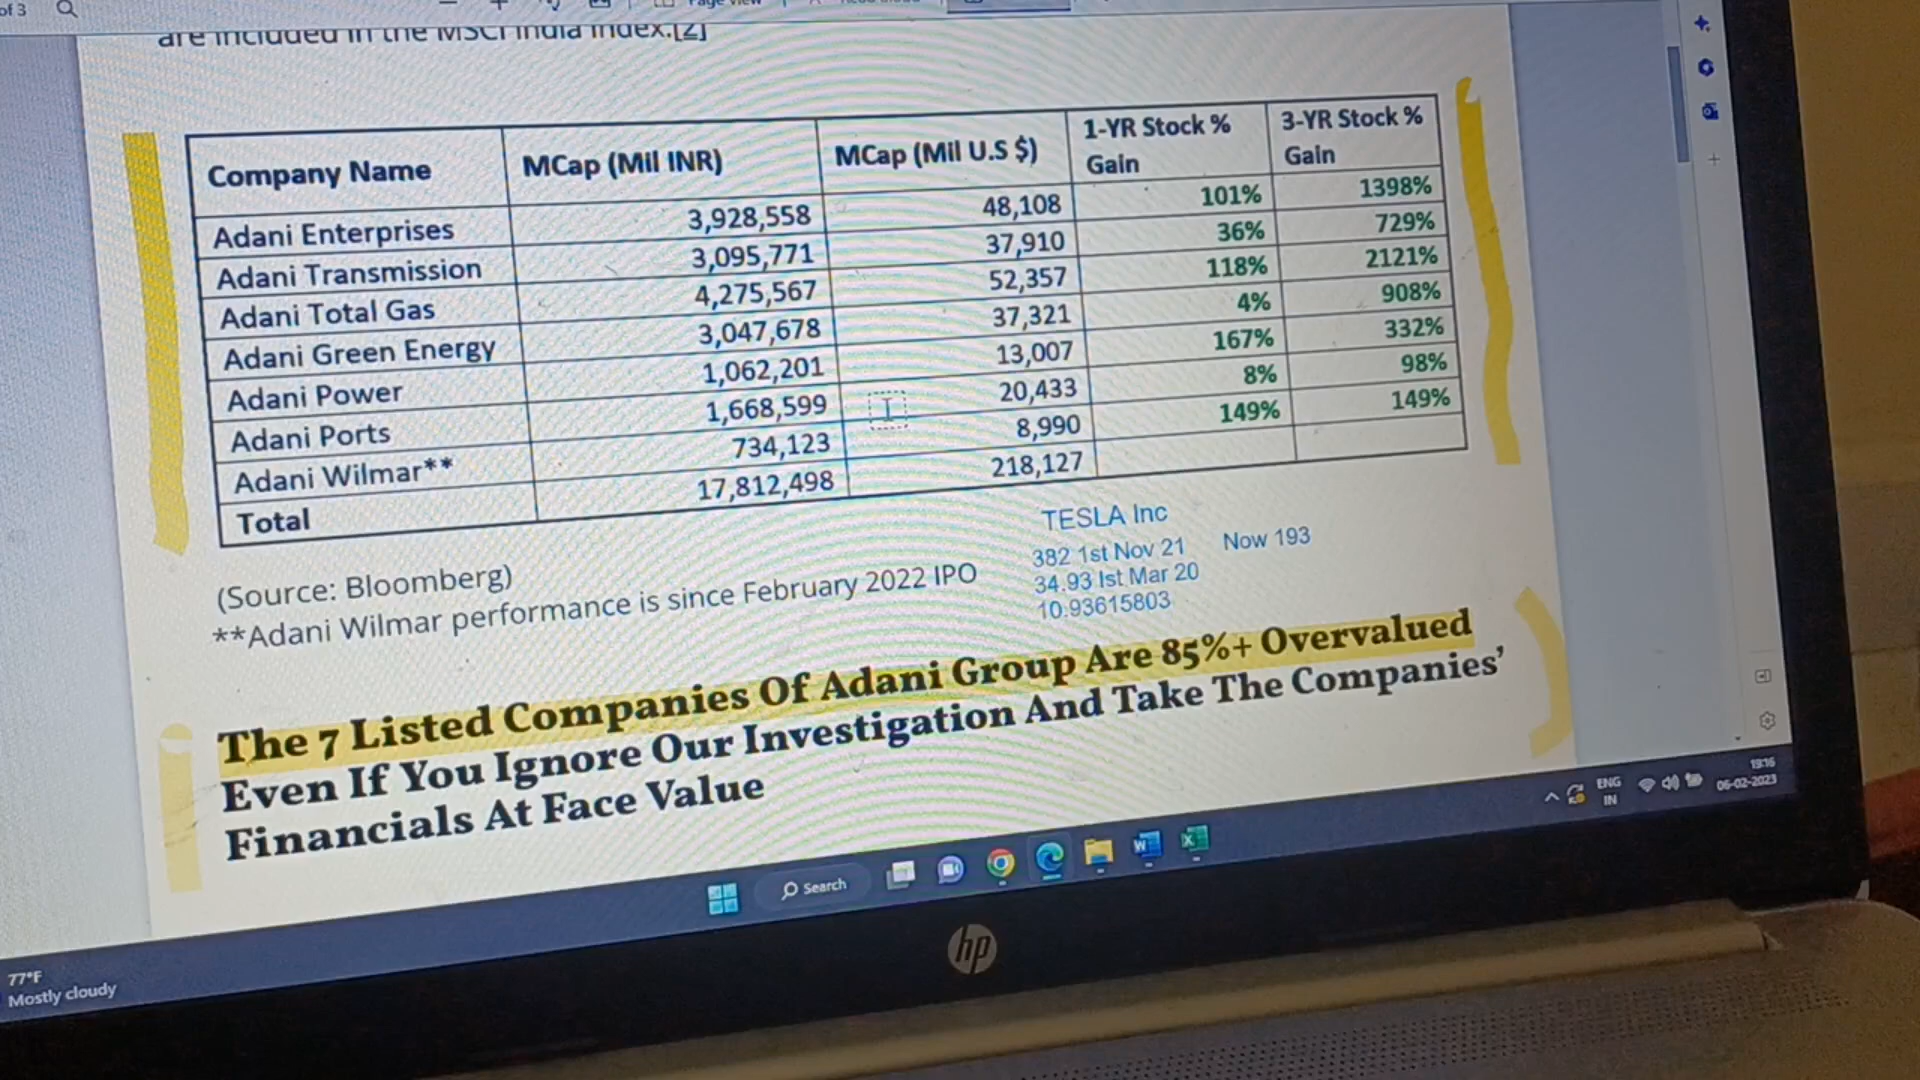 of 3
are included in the MSCI India Index.[2]
Company Name MCap (Mil INR) MCap (Mil U.S $) 1-YR Stock % Gain 3-YR Stock % Gain
Adani Enterprises 3,928,558 48,108 101% 1398%
Adani Transmission 3,095,771 37,910 36% 729%
Adani Total Gas 4,275,567 52,357 118% 2121%
Adani Green Energy 3,047,678 37,321 4% 908%
Adani Power 1,062,201 13,007 167% 332%
Adani Ports 1,668,599 20,433 8% 98%
Adani Wilmar** 734,123 8,990 149% 149%
Total 17,812,498 218,127
(Source: Bloomberg)
**Adani Wilmar performance is since February 2022 IPO
TESLA Inc
382 1st Nov 21 Now 193
34.93 Ist Mar 20
10.93615803
The 7 Listed Companies Of Adani Group Are 85%+ Overvalued
Even If You Ignore Our Investigation And Take The Companies’
Financials At Face Value
77°F
Mostly cloudy
Search
ENG
IN
19:16
06-02-2023
hp